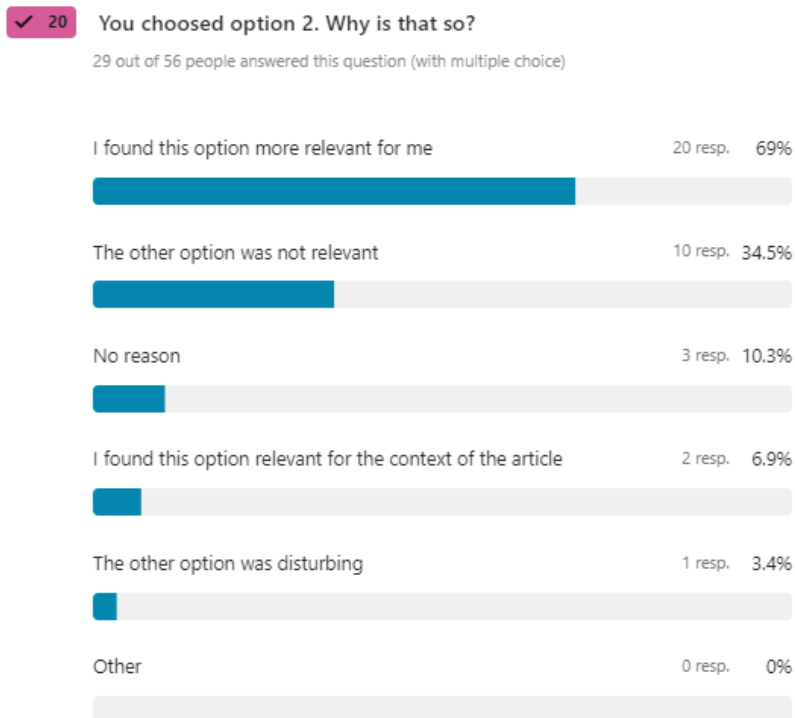 20 You choosed option 2. Why is that so?
29 out of 56 people answered this question (with multiple choice)
I found this option more relevant for me 20 resp. 69%
The other option was not relevant 10 resp. 34.5%
No reason 3 resp. 10.3%
I found this option relevant for the context of the article 2 resp. 6.9%
The other option was disturbing 1 resp. 3.4%
Other 0 resp. 0%